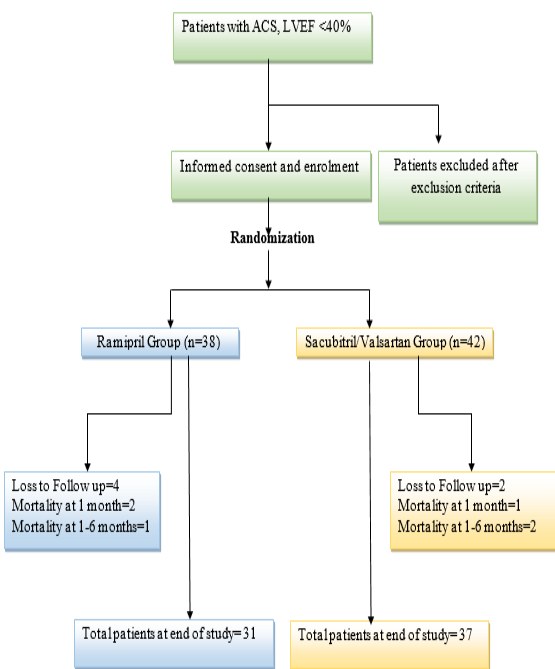 Patients with ACS, LVEF <40%
Informed consent and enrolment
Patients excluded after
exclusion criteria
Randomization
Ramipril Group (n=38)
Sacubitril/Valsartan Group (n=42)
Loss to Follow up=4
Mortality at 1 month=2
Mortality at 1-6 months=1
Loss to Follow up=2
Mortality at 1 month=1
Mortality at 1-6 months=2
Total patients at end of study= 31
Total patients at end of study= 37